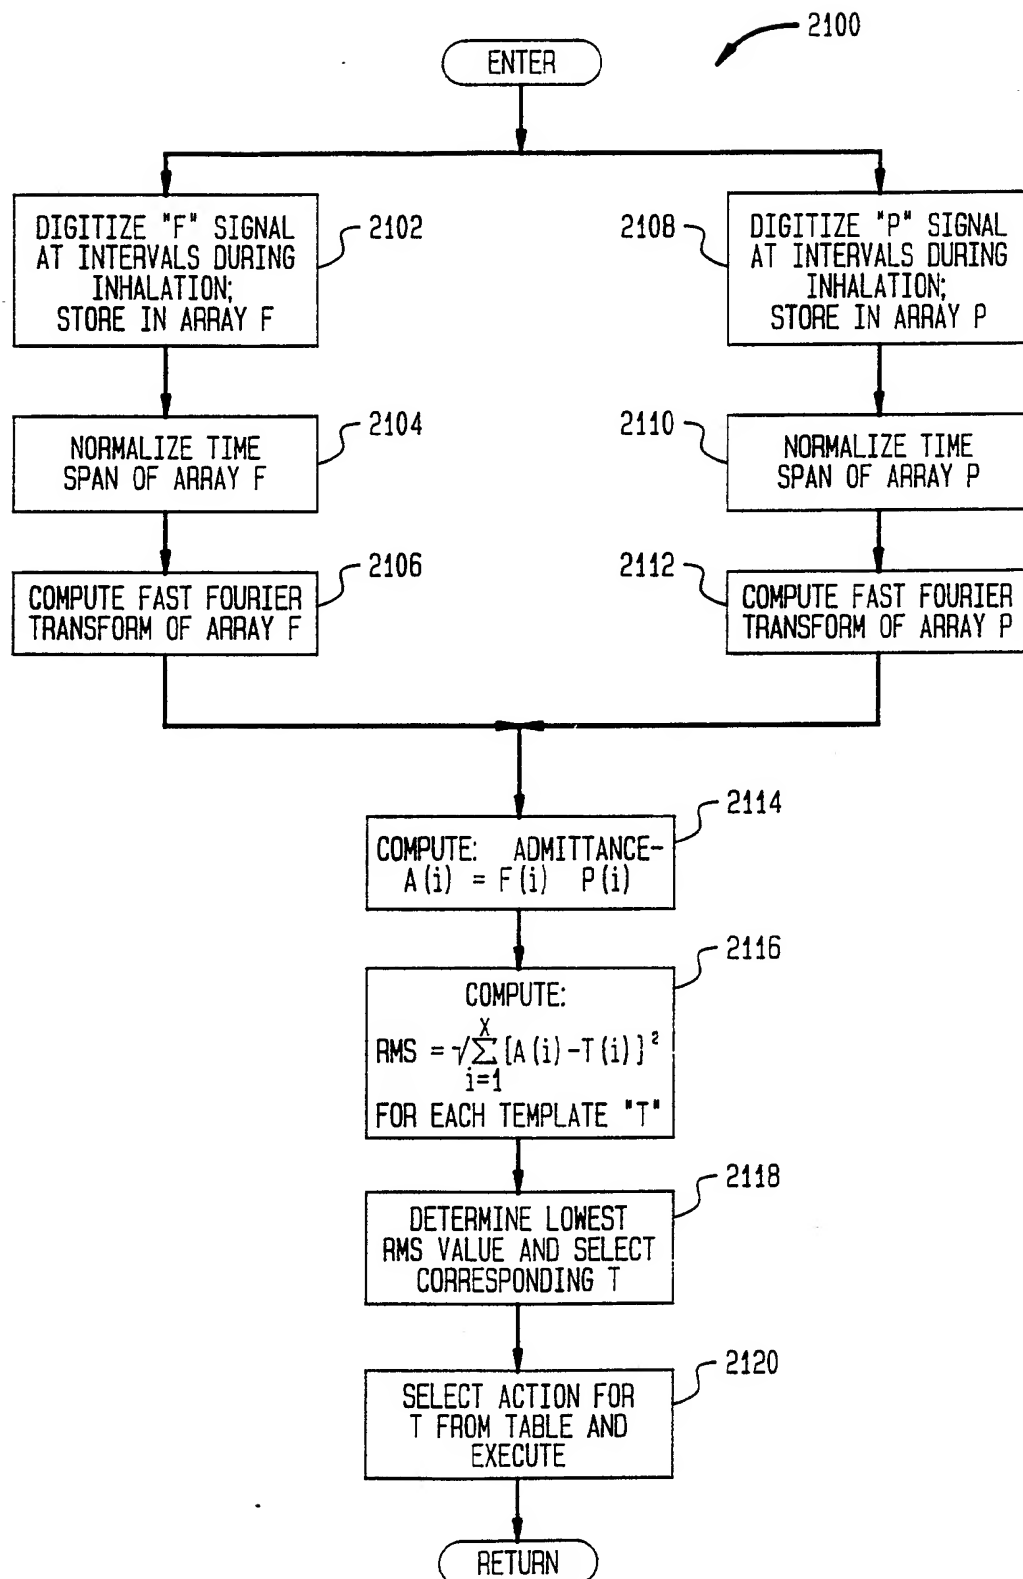 2100
ENTER
DIGITIZE "F" SIGNAL
AT INTERVALS DURING
INHALATION;
STORE IN ARRAY F
2102
2108
DIGITIZE "P" SIGNAL
AT INTERVALS DURING
INHALATION;
STORE IN ARRAY P
NORMALIZE TIME
SPAN OF ARRAY F
2104
2110
NORMALIZE TIME
SPAN OF ARRAY P
COMPUTE FAST FOURIER
TRANSFORM OF ARRAY F
2106
2112
COMPUTE FAST FOURIER
TRANSFORM OF ARRAY P
2114
COMPUTE: ADMITTANCE-
A(i) = F(i) P(i)
2116
COMPUTE:
RMS = √∑ᵢ₌₁ˣ [A(i)-T(i)]²
FOR EACH TEMPLATE "T"
2118
DETERMINE LOWEST
RMS VALUE AND SELECT
CORRESPONDING T
2120
SELECT ACTION FOR
T FROM TABLE AND
EXECUTE
RETURN